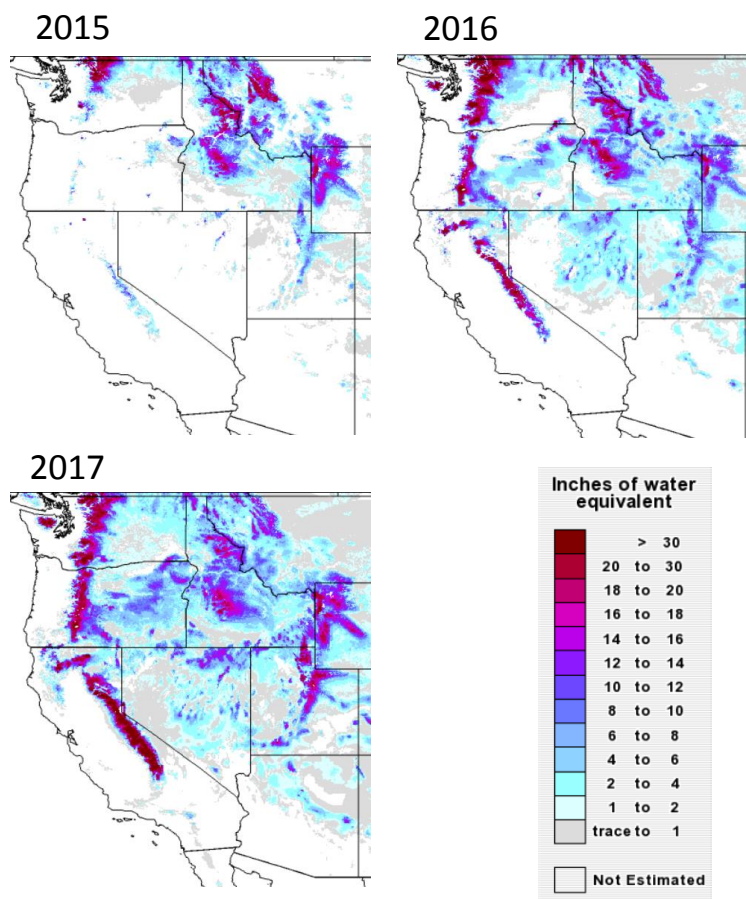 2015
2016
2017
Inches of water
equivalent
> 30
20 to 30
18 to 20
16 to 18
14 to 16
12 to 14
10 to 12
8 to 10
6 to 8
4 to 6
2 to 4
1 to 2
trace to 1
Not Estimated